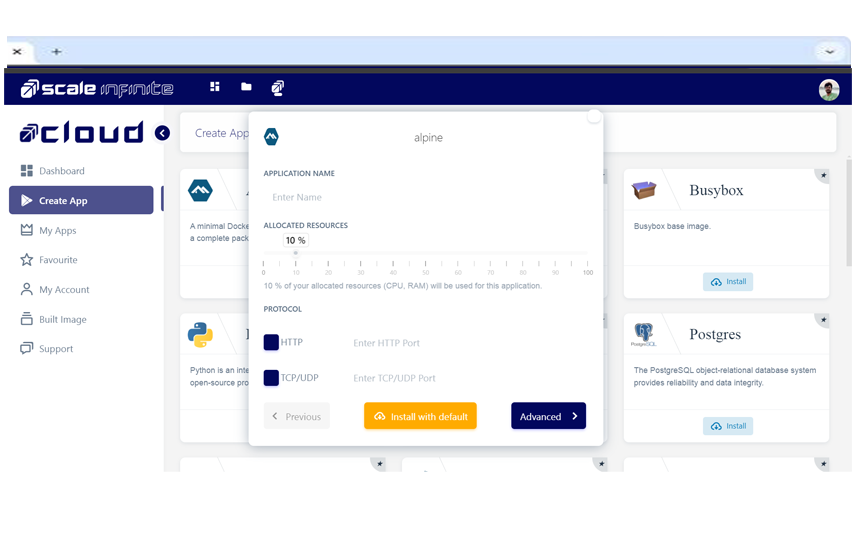 scale infinite
cloud
Dashboard
Create App
My Apps
Favourite
My Account
Built Image
Support
Create App
A minimal Docke
a complete pack
Python is an inte
open-source pro
alpine
APPLICATION NAME
Enter Name
ALLOCATED RESOURCES
10 %
0 10 20 30 40 50 60 70 80 90 100
10 % of your allocated resources (CPU, RAM) will be used for this application.
PROTOCOL
HTTP Enter HTTP Port
TCP/UDP Enter TCP/UDP Port
Previous Install with default Advanced
Busybox
Busybox base image.
Install
PostgreSQL
Postgres
The PostgreSQL object-relational database system
provides reliability and data integrity.
Install